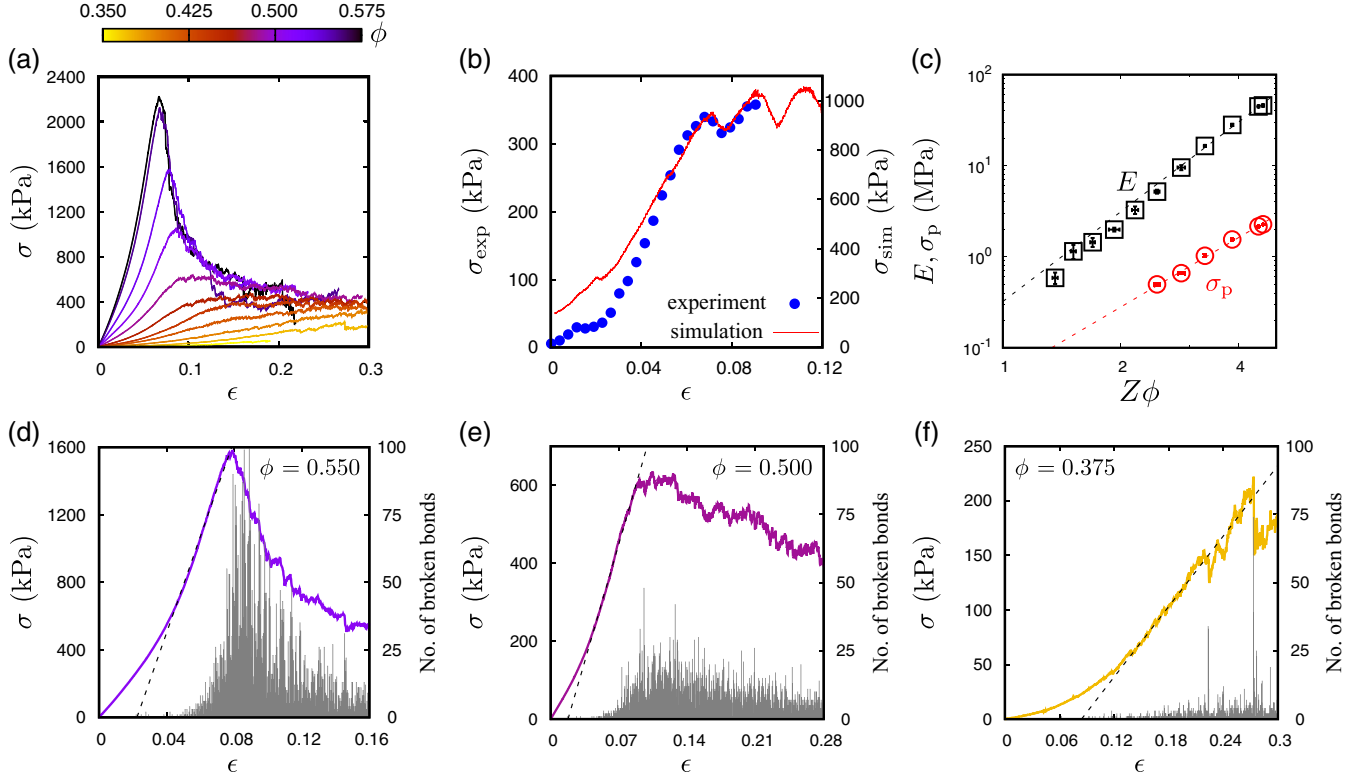 0.350 0.425 0.500 0.575
ϕ
(a)
2400
2000
1600
1200
800
400
0
σ (kPa)
0 0.1 0.2 0.3
ϵ
(b)
400
300
200
100
0
σexp (kPa)
1000
800
600
400
200
0
σsim (kPa)
experiment
simulation
0 0.04 0.08 0.12
ϵ
(c)
10²
10¹
10⁰
10⁻¹
E, σp (MPa)
E
σp
1 2 4
Zϕ
(d)
1600
1400
1200
800
600
400
0
σ (kPa)
ϕ = 0.550
100
75
50
25
0
No. of broken bonds
0 0.04 0.08 0.12 0.16
ϵ
(e)
600
400
200
0
σ (kPa)
ϕ = 0.500
100
75
50
25
0
No. of broken bonds
0 0.07 0.14 0.21 0.28
ϵ
(f)
250
200
150
100
50
0
σ (kPa)
ϕ = 0.375
100
75
50
25
0
No. of broken bonds
0 0.06 0.12 0.18 0.24 0.3
ϵ